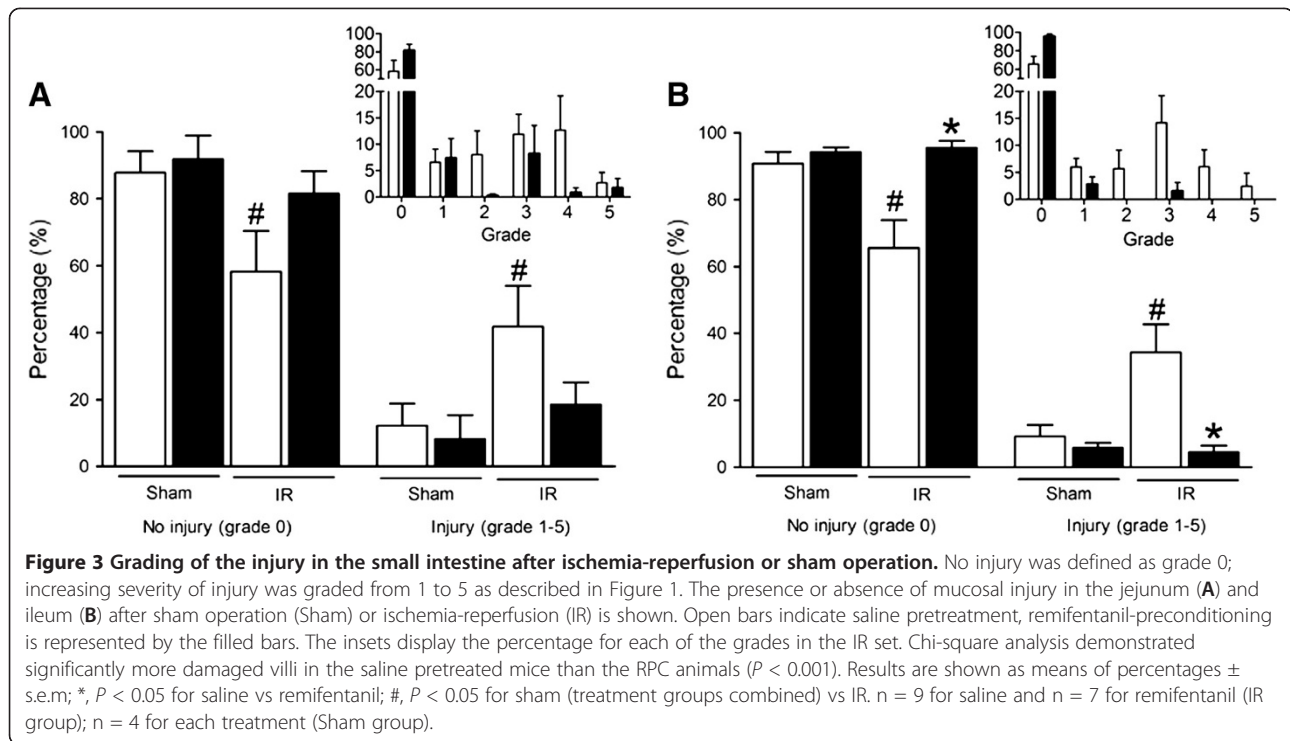 A
100
80
60
20
15
10
5
0
0 1 2 3 4 5
Grade
Percentage (%)
100
80
60
40
20
0
#
#
Sham IR Sham IR
No injury (grade 0) Injury (grade 1-5)
B
100
80
60
20
15
10
5
0
0 1 2 3 4 5
Grade
Percentage (%)
100
80
60
40
20
0
#
*
#
*
Sham IR Sham IR
No injury (grade 0) Injury (grade 1-5)
Figure 3 Grading of the injury in the small intestine after ischemia-reperfusion or sham operation. No injury was defined as grade 0;
increasing severity of injury was graded from 1 to 5 as described in Figure 1. The presence or absence of mucosal injury in the jejunum (A) and
ileum (B) after sham operation (Sham) or ischemia-reperfusion (IR) is shown. Open bars indicate saline pretreatment, remifentanil-preconditioning
is represented by the filled bars. The insets display the percentage for each of the grades in the IR set. Chi-square analysis demonstrated
significantly more damaged villi in the saline pretreated mice than the RPC animals (P < 0.001). Results are shown as means of percentages ±
s.e.m; *, P < 0.05 for saline vs remifentanil; #, P < 0.05 for sham (treatment groups combined) vs IR. n = 9 for saline and n = 7 for remifentanil (IR
group); n = 4 for each treatment (Sham group).